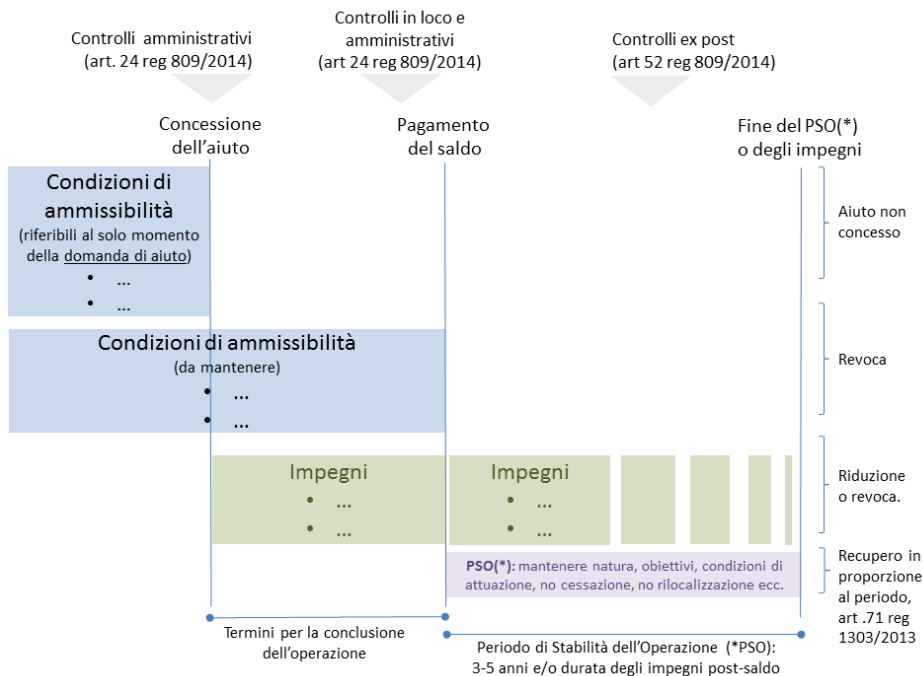 Controlli amministrativi
(art. 24 reg 809/2014)
Controlli in loco e
amministrativi
(art 24 reg 809/2014)
Controlli ex post
(art 52 reg 809/2014)
Concessione
dell'aiuto
Pagamento
del saldo
Fine del PSO(*)
o degli impegni
Condizioni di
ammissibilità
(riferibili al solo momento
della domanda di aiuto)
• ...
• ...
Aiuto non
concesso
Condizioni di ammissibilità
(da mantenere)
• ...
• ...
Revoca
Impegni
• ...
• ...
Impegni
• ...
• ...
Riduzione
o revoca.
PSO(*): mantenere natura, obiettivi, condizioni di
attuazione, no cessazione, no rilocalizzazione ecc.
Recupero in
proporzione
al periodo,
art .71 reg
1303/2013
Termini per la conclusione
dell'operazione
Periodo di Stabilità dell'Operazione (*PSO):
3-5 anni e/o durata degli impegni post-saldo